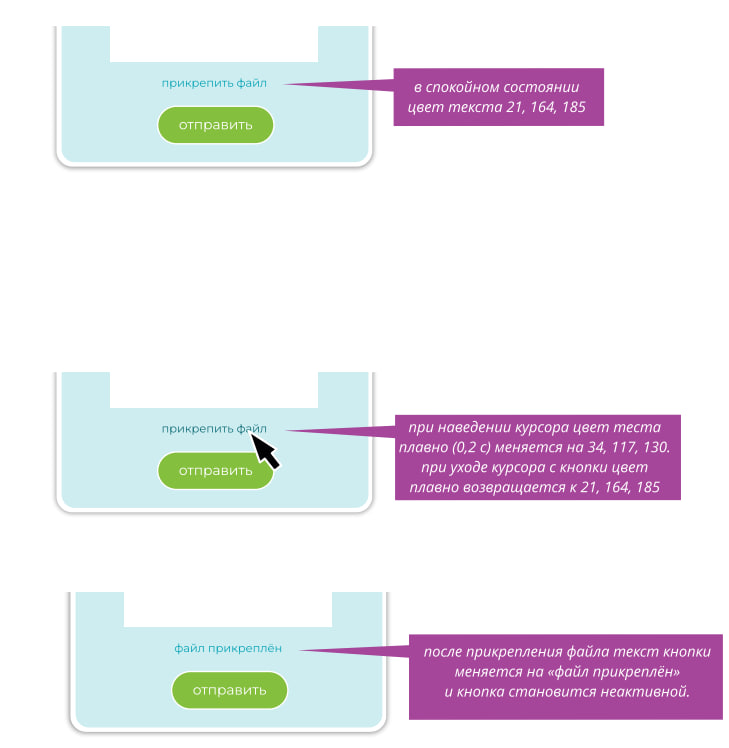 прикрепить файл
в спокойном состоянии
цвет текста 21, 164, 185
отправить
прикрепить файл
при наведении курсора цвет теста
плавно (0,2 с) меняется на 34, 117, 130.
при уходе курсора с кнопки цвет
плавно возвращается к 21, 164, 185
отправить
файл прикреплён
после прикрепления файла текст кнопки
меняется на «файл прикреплён»
и кнопка становится неактивной.
отправить